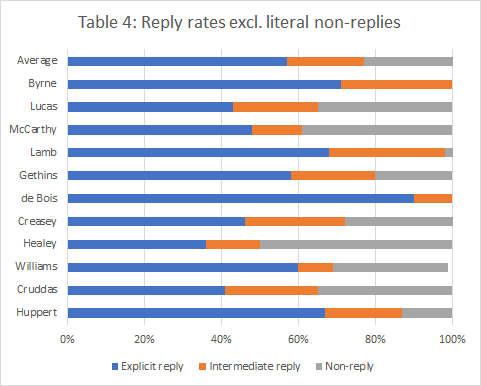 Table 4: Reply rates excl. literal non-replies
Average
Byrne
Lucas
McCarthy
Lamb
Gethins
de Bois
Creasey
Healey
Williams
Cruddas
Huppert
0% 20% 40% 60% 80% 100%
Explicit reply Intermediate reply Non-reply